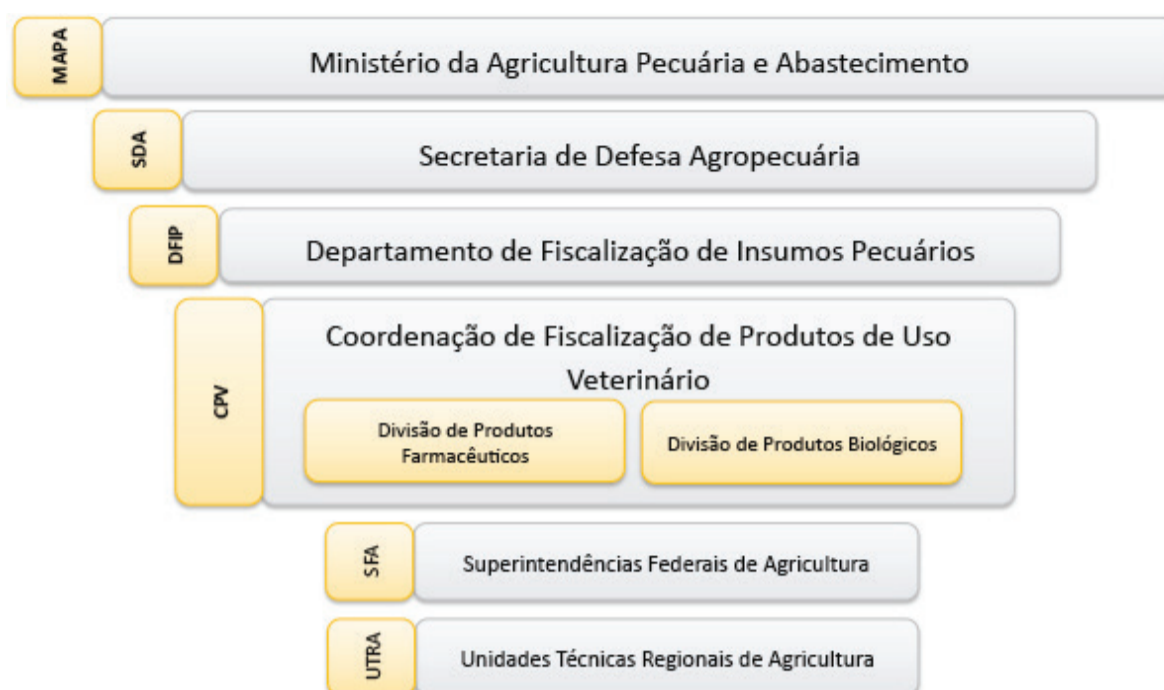 MAPA
Ministério da Agricultura Pecuária e Abastecimento
SDA
Secretaria de Defesa Agropecuária
DFIP
Departamento de Fiscalização de Insumos Pecuários
CPV
Coordenação de Fiscalização de Produtos de Uso
Veterinário
Divisão de Produtos
Farmacêuticos
Divisão de Produtos Biológicos
SFA
Superintendências Federais de Agricultura
UTRA
Unidades Técnicas Regionais de Agricultura